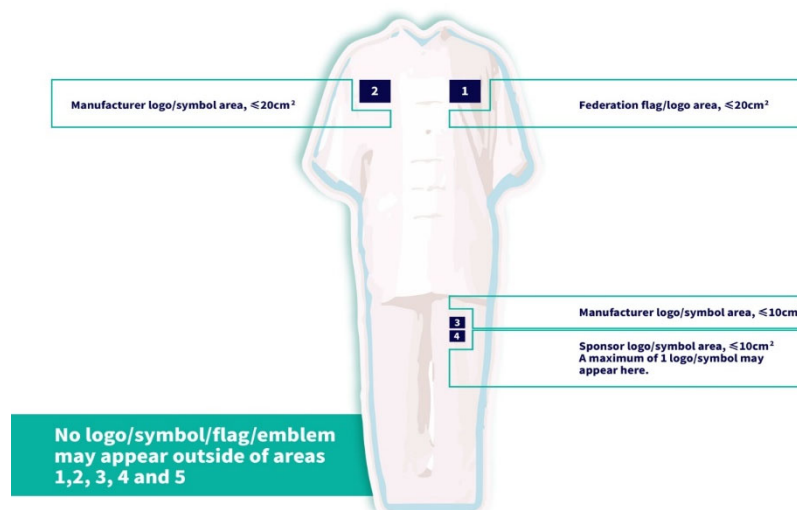 2
1
Manufacturer logo/symbol area, ⩽20cm²
Federation flag/logo area, ⩽20cm²
Manufacturer logo/symbol area, ⩽10cm
3
4
Sponsor logo/symbol area, ⩽10cm²
A maximum of 1 logo/symbol may
appear here.
No logo/symbol/flag/emblem
may appear outside of areas
1,2, 3, 4 and 5